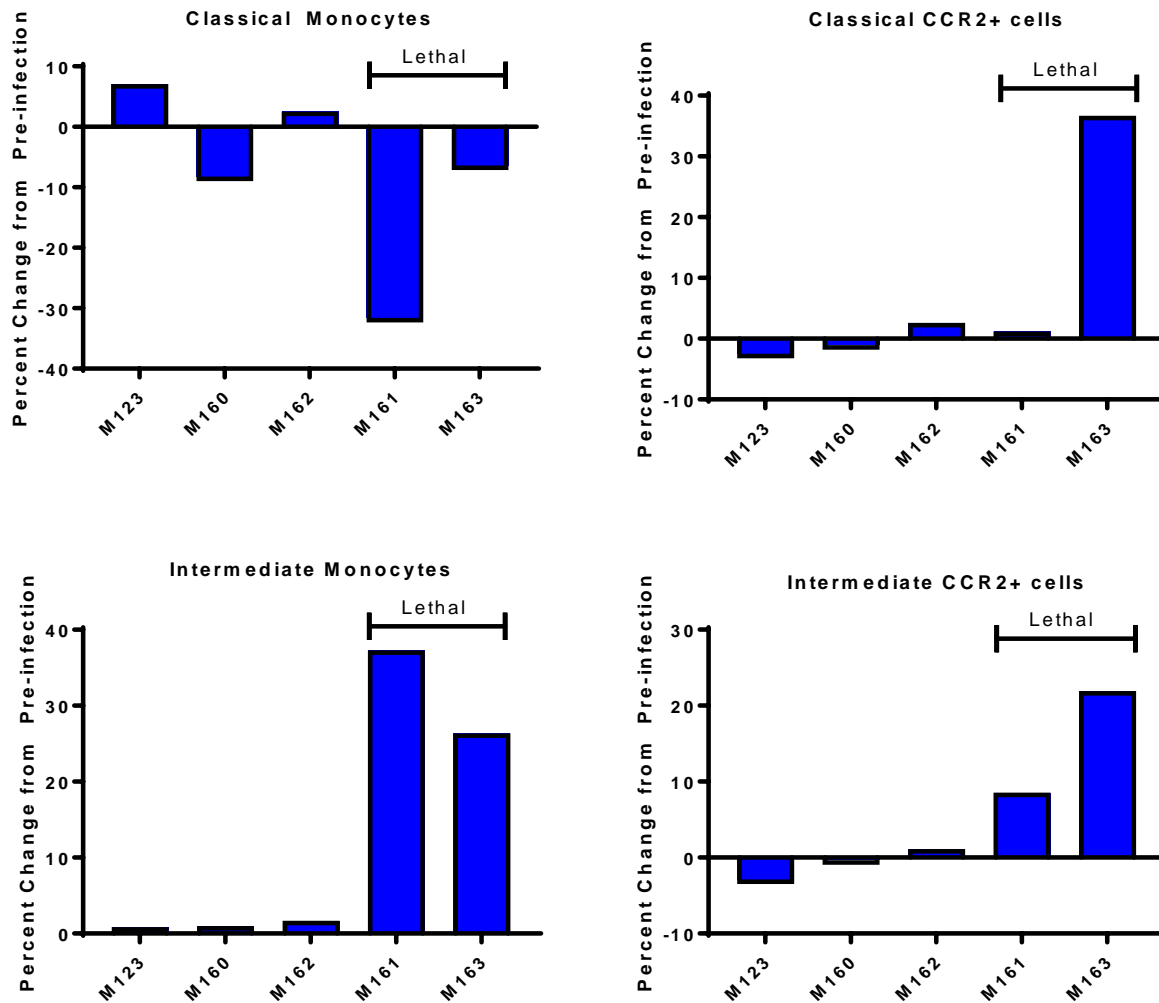 Classical Monocytes
Lethal
Percent Change from Pre-infection
10
0
-10
-20
-30
-40
M123
M160
M162
M161
M163
Classical CCR2+ cells
Lethal
Percent Change from Pre-infection
40
30
20
10
0
-10
M123
M160
M162
M161
M163
Intermediate Monocytes
Lethal
Percent Change from Pre-infection
40
30
20
10
0
M123
M160
M162
M161
M163
Intermediate CCR2+ cells
Lethal
Percent Change from Pre-infection
30
20
10
0
-10
M123
M160
M162
M161
M163